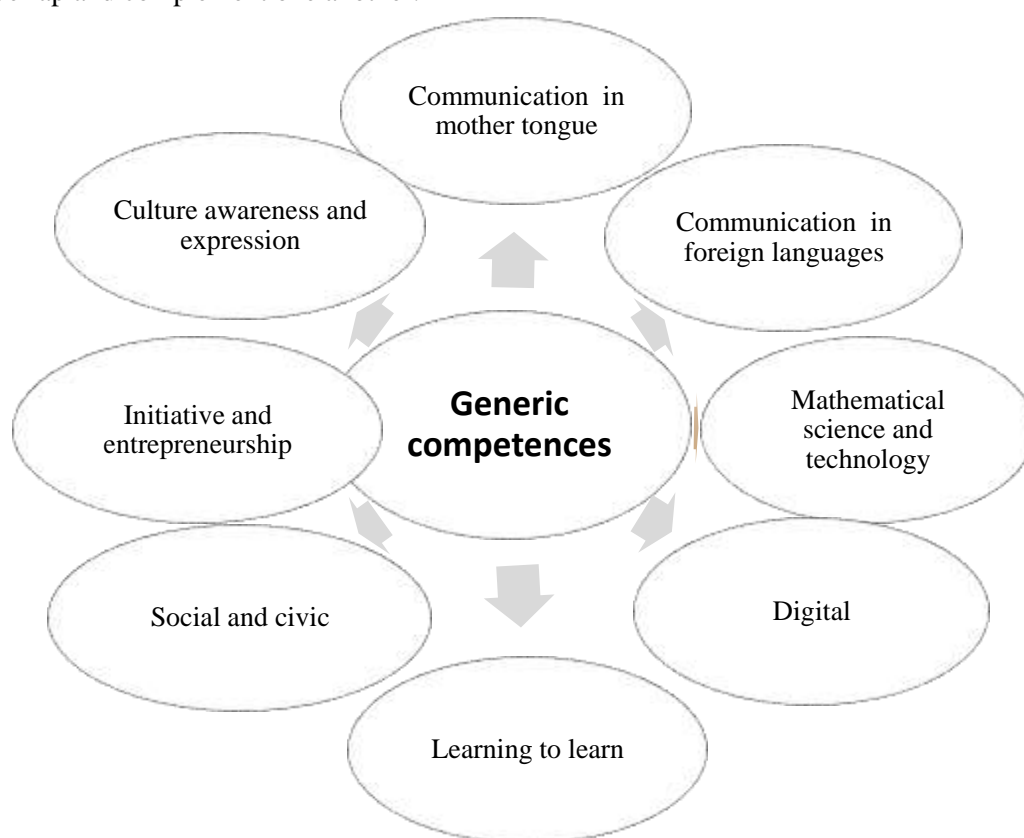 Communication in
mother tongue
Culture awareness and
expression
Communication in
foreign languages
Initiative and
entrepreneurship
Generic
competences
Mathematical
science and
technology
Social and civic
Digital
Learning to learn